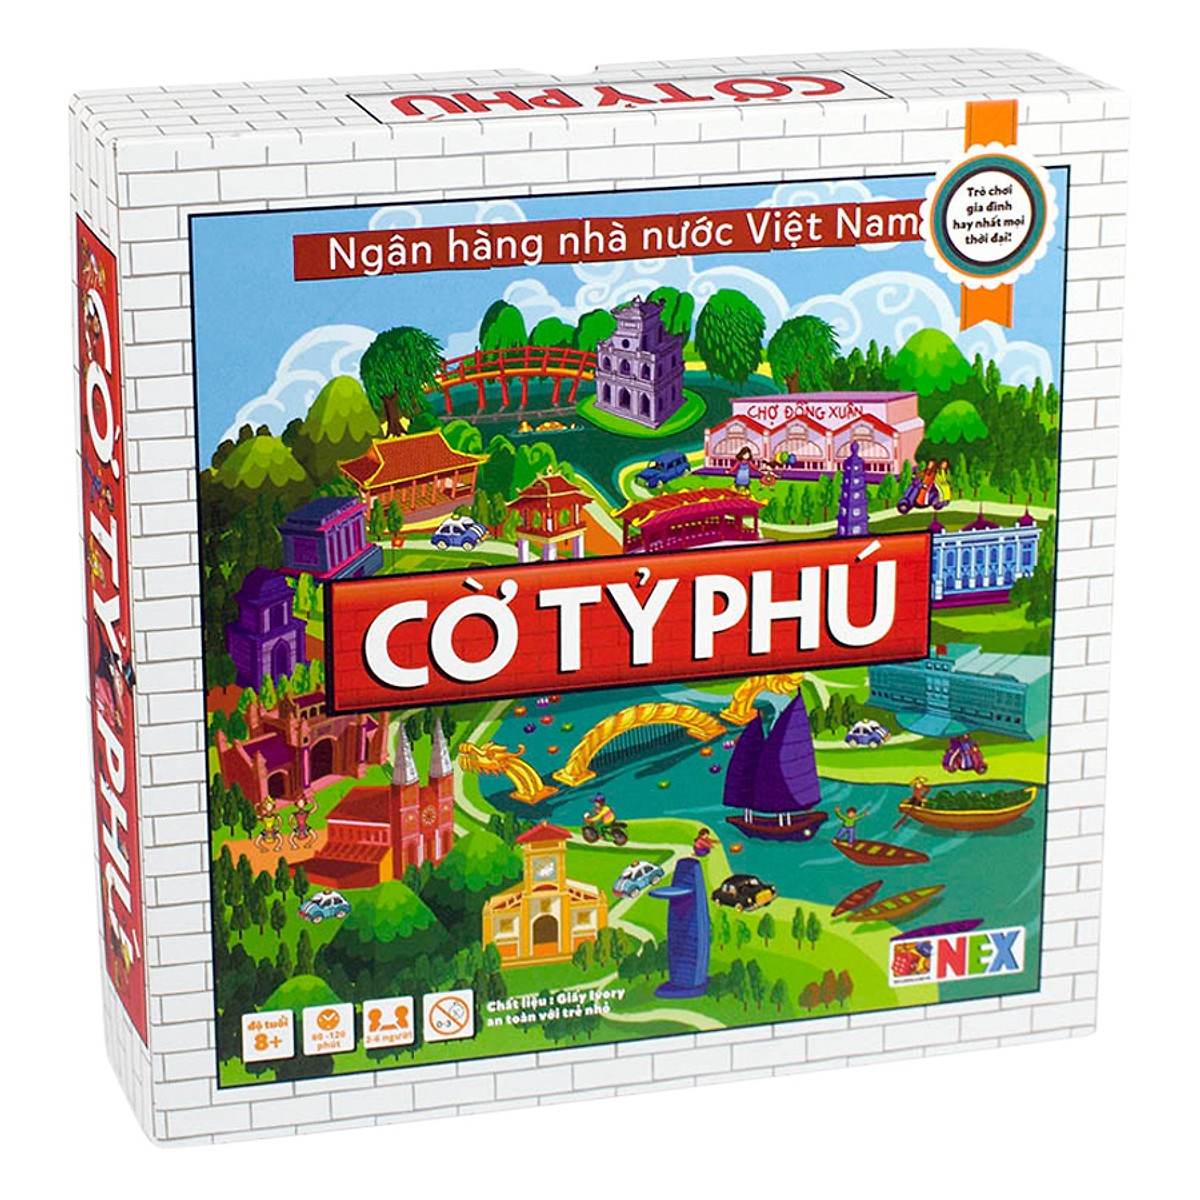 CỜ TỶ PHÚ
Ngân hàng nhà nước Việt Nam
Trò chơi
gia đình
hay nhất mọi
thời đại!
CHỢ ĐỒNG XUÂN
CỜ TỶ PHÚ
CỜ TỶ PHÚ
NEX
độ tuổi
8+
60 -120
phút
2-6 người
0-3
Chất liệu : Giấy Ivory
an toàn với trẻ nhỏ